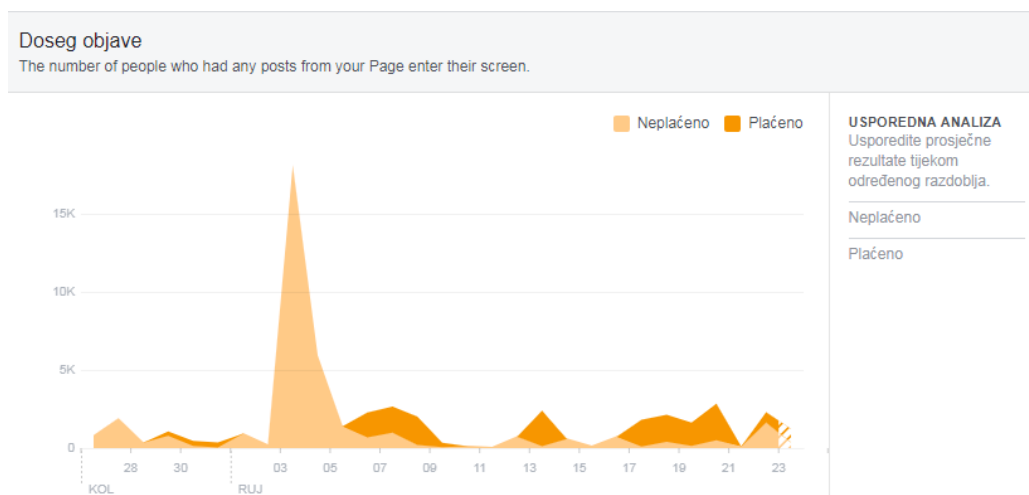 Doseg objave
The number of people who had any posts from your Page enter their screen.
Neplaćeno Plaćeno
USPOREDNA ANALIZA
Usporedite prosječne
rezultate tijekom
određenog razdoblja.
Neplaćeno
Plaćeno
15K
10K
5K
0
28 30 03 05 07 09 11 13 15 17 19 21 23
KOL RUJ